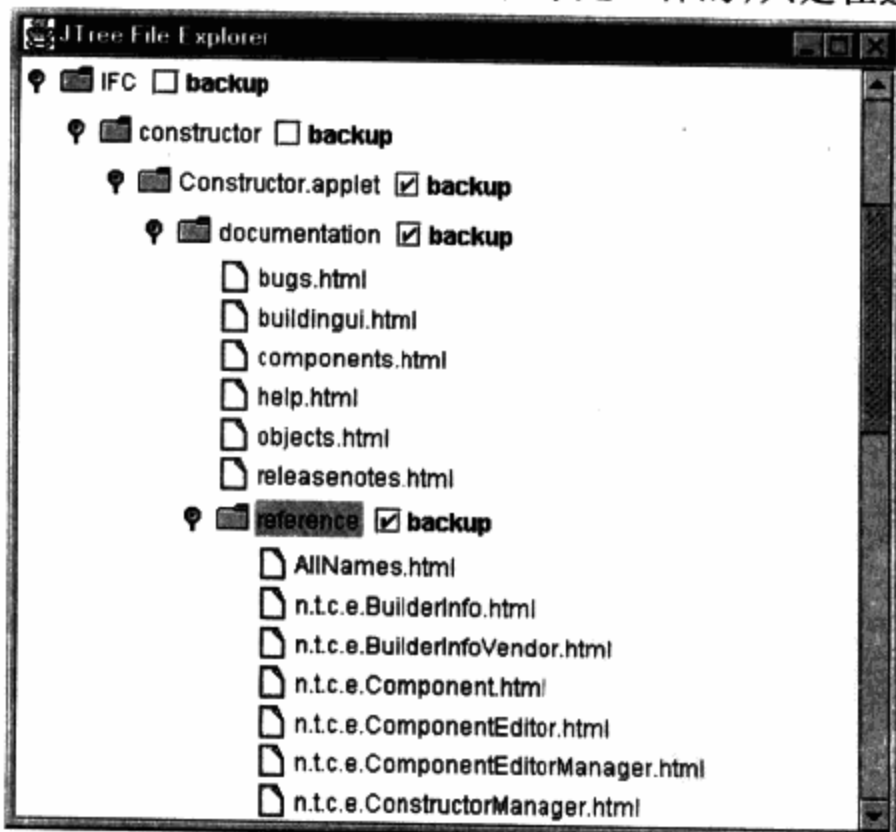 JTree File Explorer
IFC backup
constructor backup
Constructor.applet backup
documentation backup
bugs.html
buildingui.html
components.html
help.html
objects.html
releasenotes.html
reference backup
AllNames.html
n.t.c.e.BuilderInfo.html
n.t.c.e.BuilderInfoVendor.html
n.t.c.e.Component.html
n.t.c.e.ComponentEditor.html
n.t.c.e.ComponentEditorManager.html
n.t.c.e.ConstructorManager.html